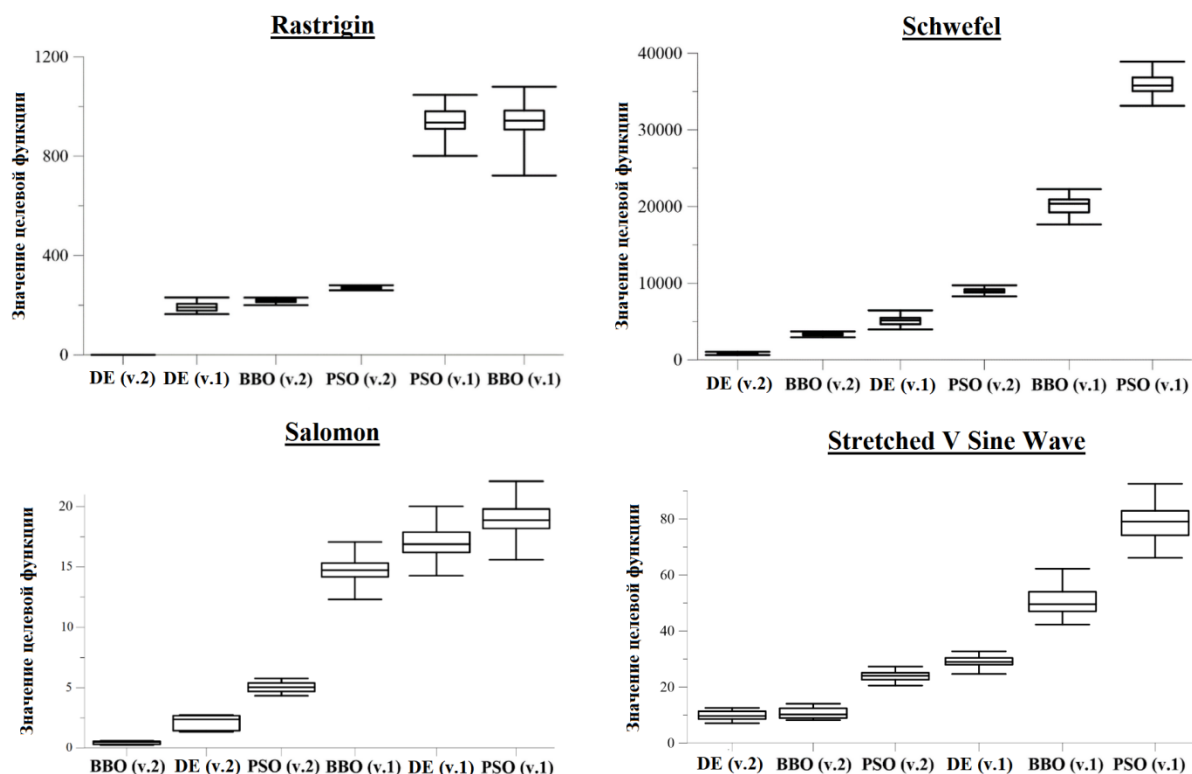 Rastrigin
Значение целевой функции
1200
800
400
0
DE (v.2) DE (v.1) BBO (v.2) PSO (v.2) PSO (v.1) BBO (v.1)
Schwefel
Значение целевой функции
40000
30000
20000
10000
0
DE (v.2) BBO (v.2) DE (v.1) PSO (v.2) BBO (v.1) PSO (v.1)
Salomon
Значение целевой функции
20
15
10
5
0
BBO (v.2) DE (v.2) PSO (v.2) BBO (v.1) DE (v.1) PSO (v.1)
Stretched V Sine Wave
Значение целевой функции
80
60
40
20
0
DE (v.2) BBO (v.2) PSO (v.2) DE (v.1) BBO (v.1) PSO (v.1)